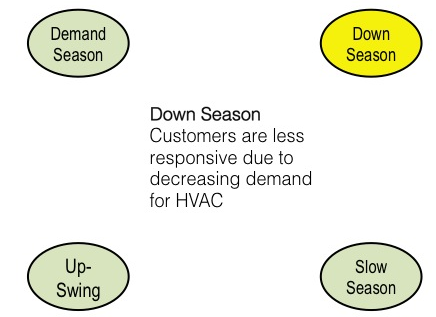 Demand
Season
Down
Season
Down Season
Customers are less
responsive due to
decreasing demand
for HVAC
Up-
Swing
Slow
Season